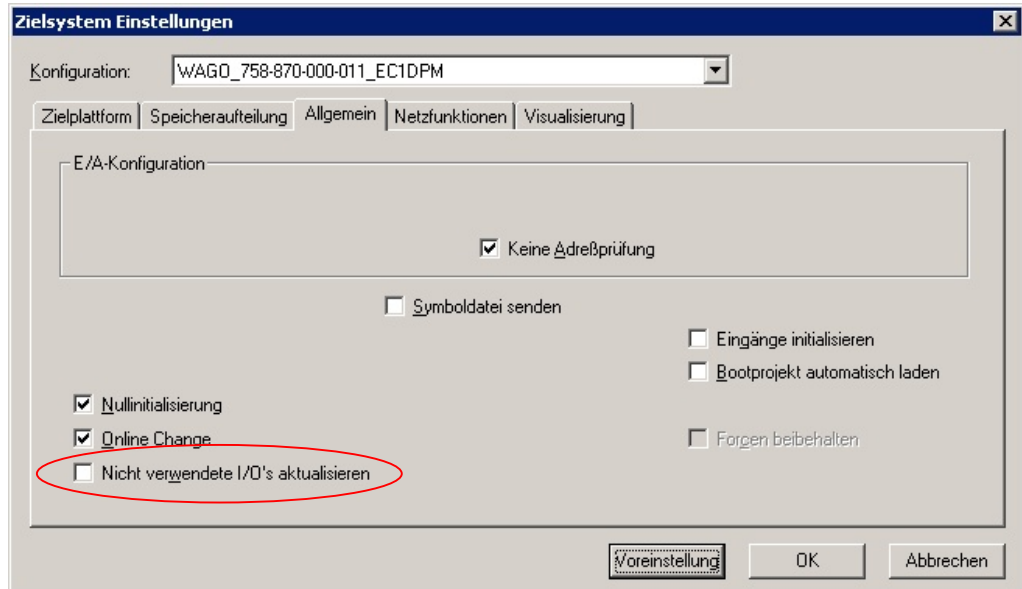 Zielsystem Einstellungen
Konfiguration: WAGO_758-870-000-011_EC1DPM
Zielplattform Speicheraufteilung Allgemein Netzfunktionen Visualisierung
E/A-Konfiguration
Keine Adreßprüfung
Symboldatei senden
Eingänge initialisieren
Bootprojekt automatisch laden
Nullinitialisierung
Online Change Forcen beibehalten
Nicht verwendete I/O's aktualisieren
Voreinstellung OK Abbrechen